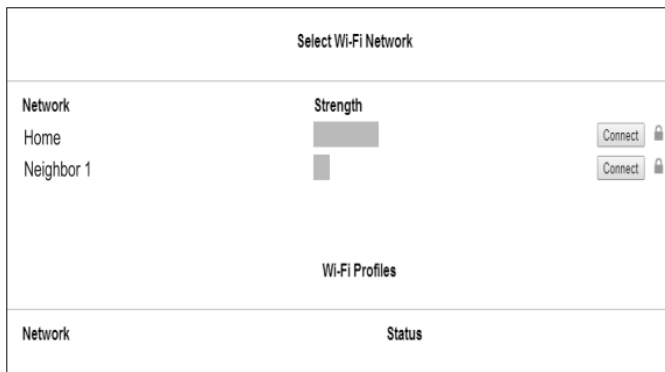 Select Wi-Fi Network
Network Strength
Home Connect
Neighbor 1 Connect
Wi-Fi Profiles
Network Status